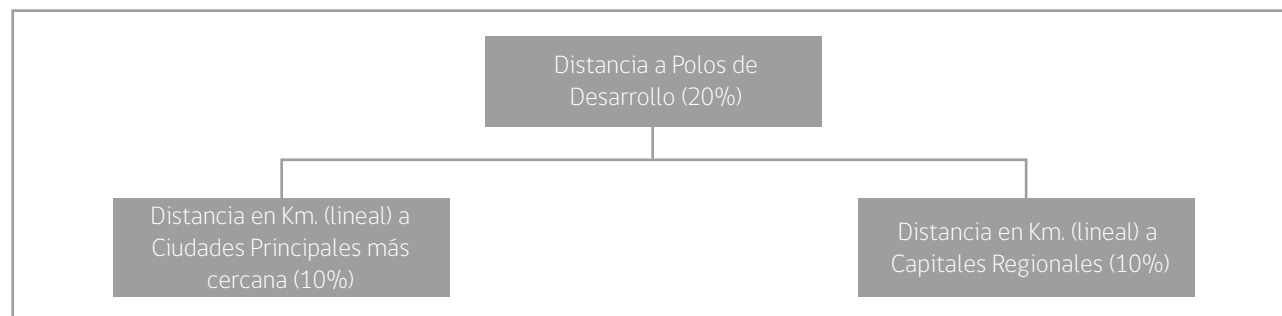 Distancia a Polos de
Desarrollo (20%)
Distancia en Km. (lineal) a
Ciudades Principales más
cercana (10%)
Distancia en Km. (lineal) a
Capitales Regionales (10%)